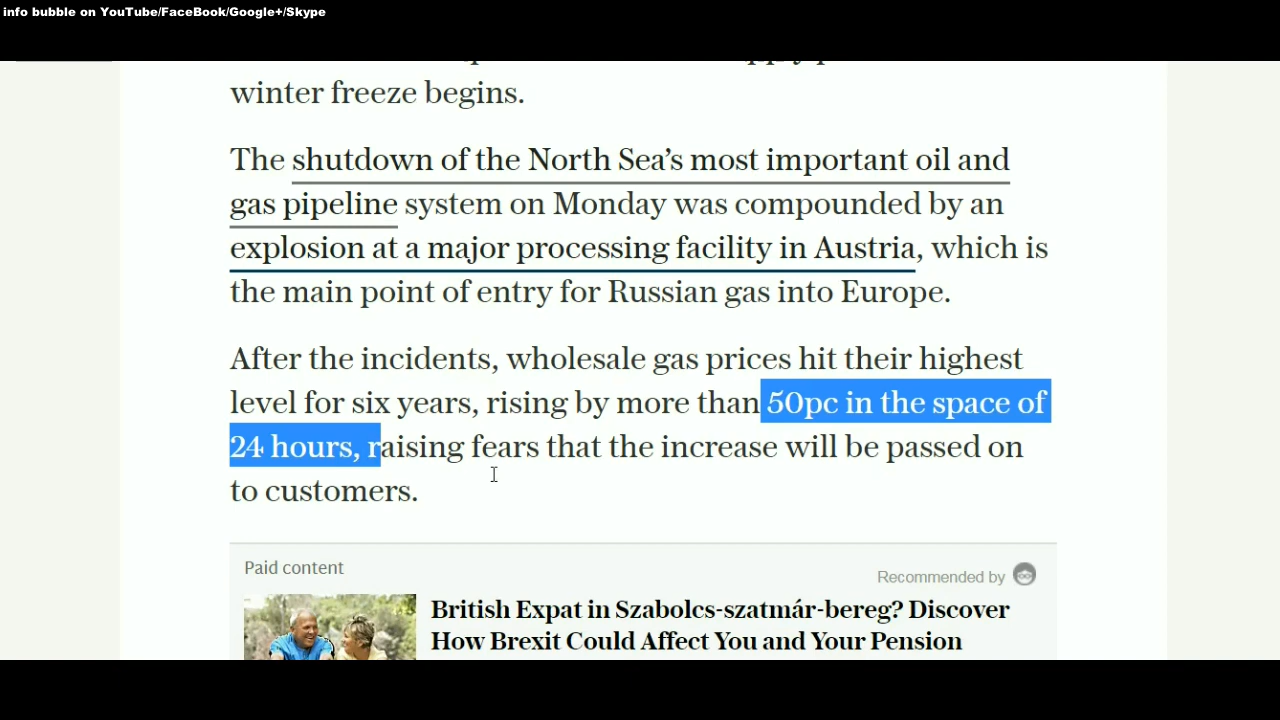 info bubble on YouTube/FaceBook/Google+/Skype
winter freeze begins.
The shutdown of the North Sea’s most important oil and
gas pipeline system on Monday was compounded by an
explosion at a major processing facility in Austria, which is
the main point of entry for Russian gas into Europe.
After the incidents, wholesale gas prices hit their highest
level for six years, rising by more than 50pc in the space of
24 hours, raising fears that the increase will be passed on
to customers.
Paid content
Recommended by
British Expat in Szabolcs-szatmár-bereg? Discover
How Brexit Could Affect You and Your Pension